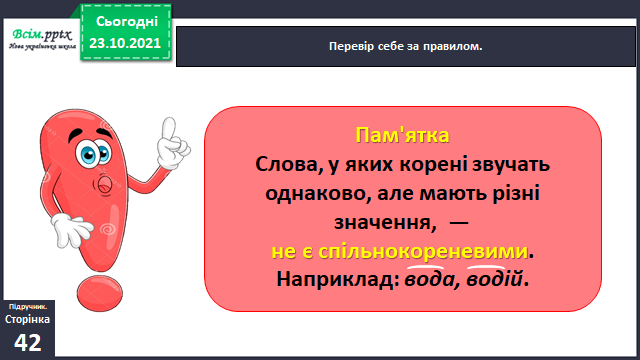 Всім.pptx
Нова українська школа
Сьогодні
23.10.2021
Перевір себе за правилом.
Пам'ятка
Слова, у яких корені звучать
однаково, але мають різні
значення, —
не є спільнокореневими.
Наприклад: вода, водій.
Підручник.
Сторінка
42